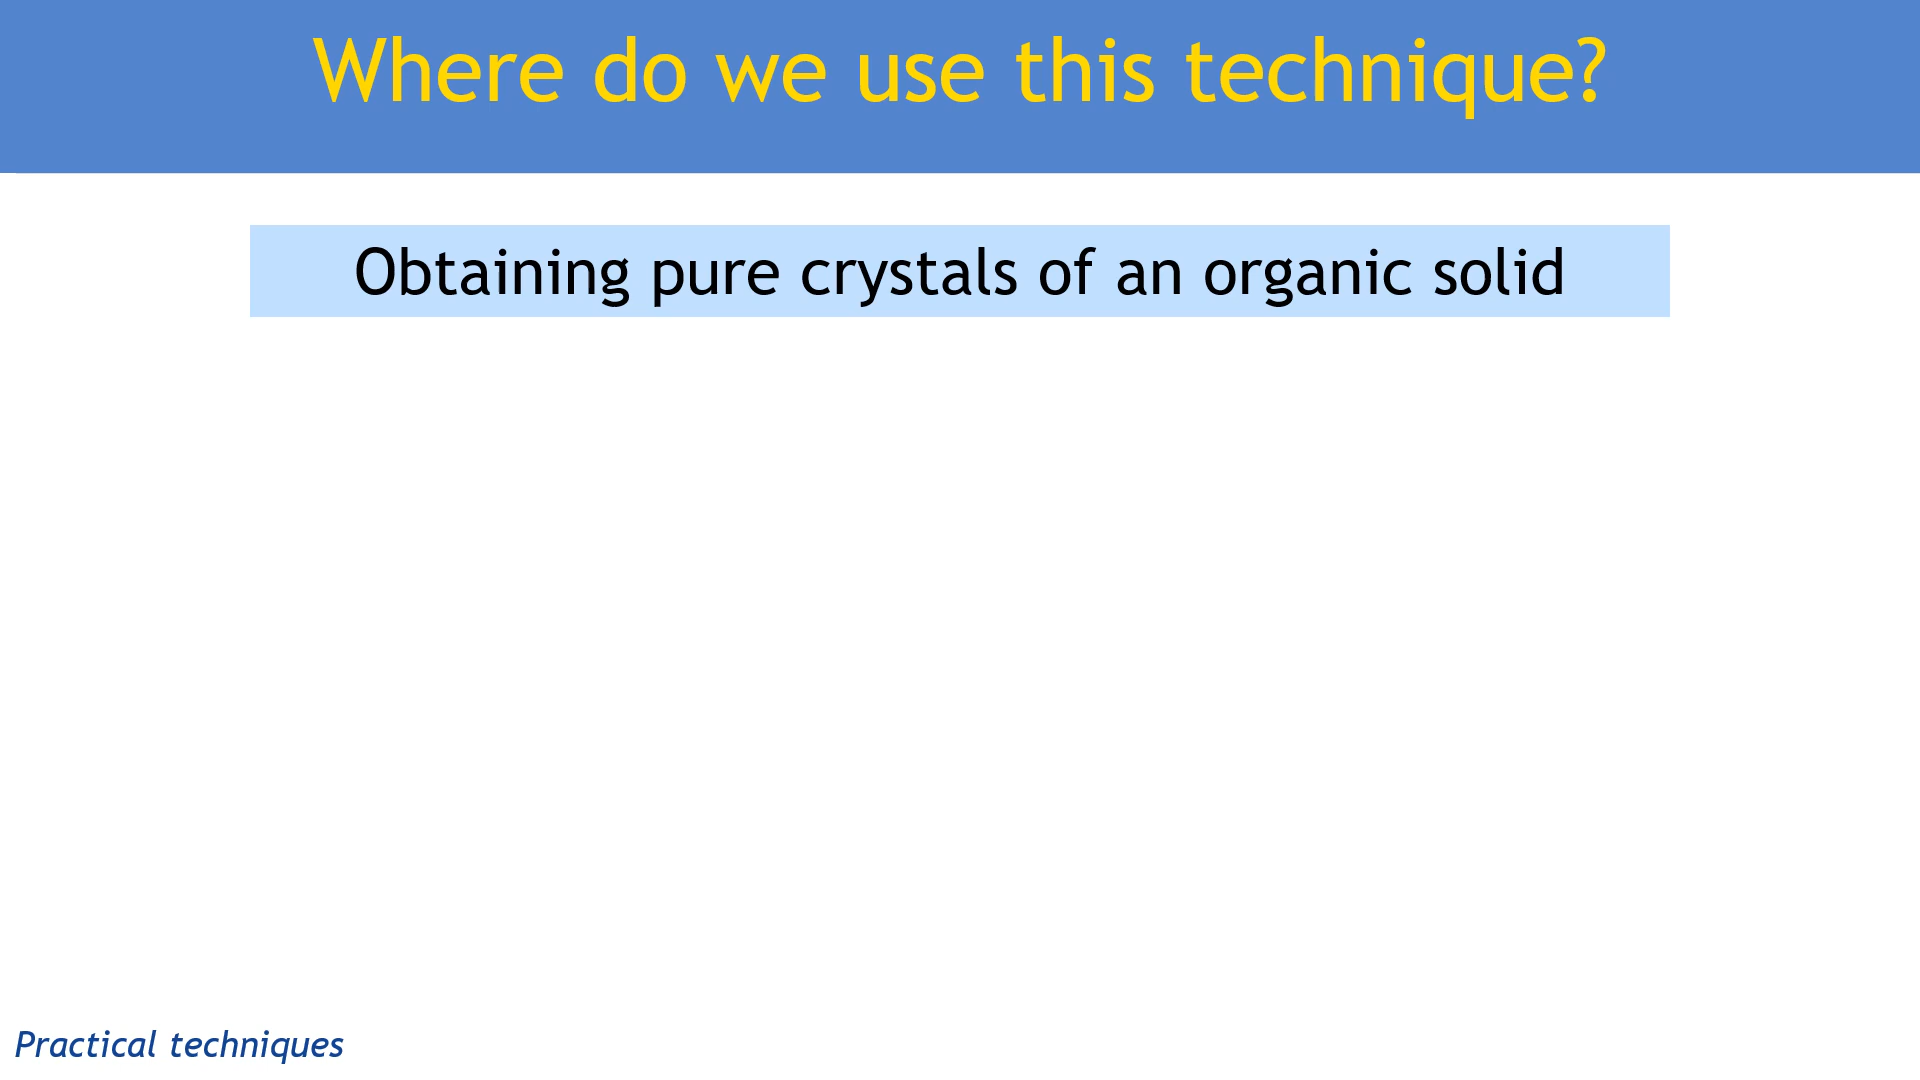 Where do we use this technique?
Obtaining pure crystals of an organic solid
Practical techniques